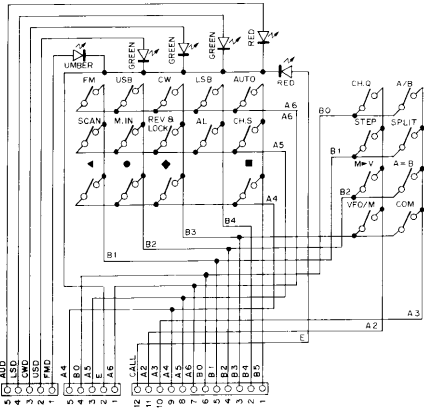 GREEN
GREEN
RED
UMBER
GREEN
RED
FM USB CW LSB AUTO
CH.Q A/B
A6
B0
SCAN M.IN REV & LOCK AL CH.S
A6
STEP SPLIT
A5
B1
M►V A=B
◄ ● ◆ ■
B2
A4
VFO/M COM
B4
B3
B2
B1
A3
A2
E
AUD LSD CWD USD FMD
5 4 3 2 1
A4 B0 A5 E A6
5 4 3 2 1
CALL A2 A3 A4 A5 A6 B0 B1 B2 B4 B5
12 11 10 9 8 7 6 5 4 3 2 1